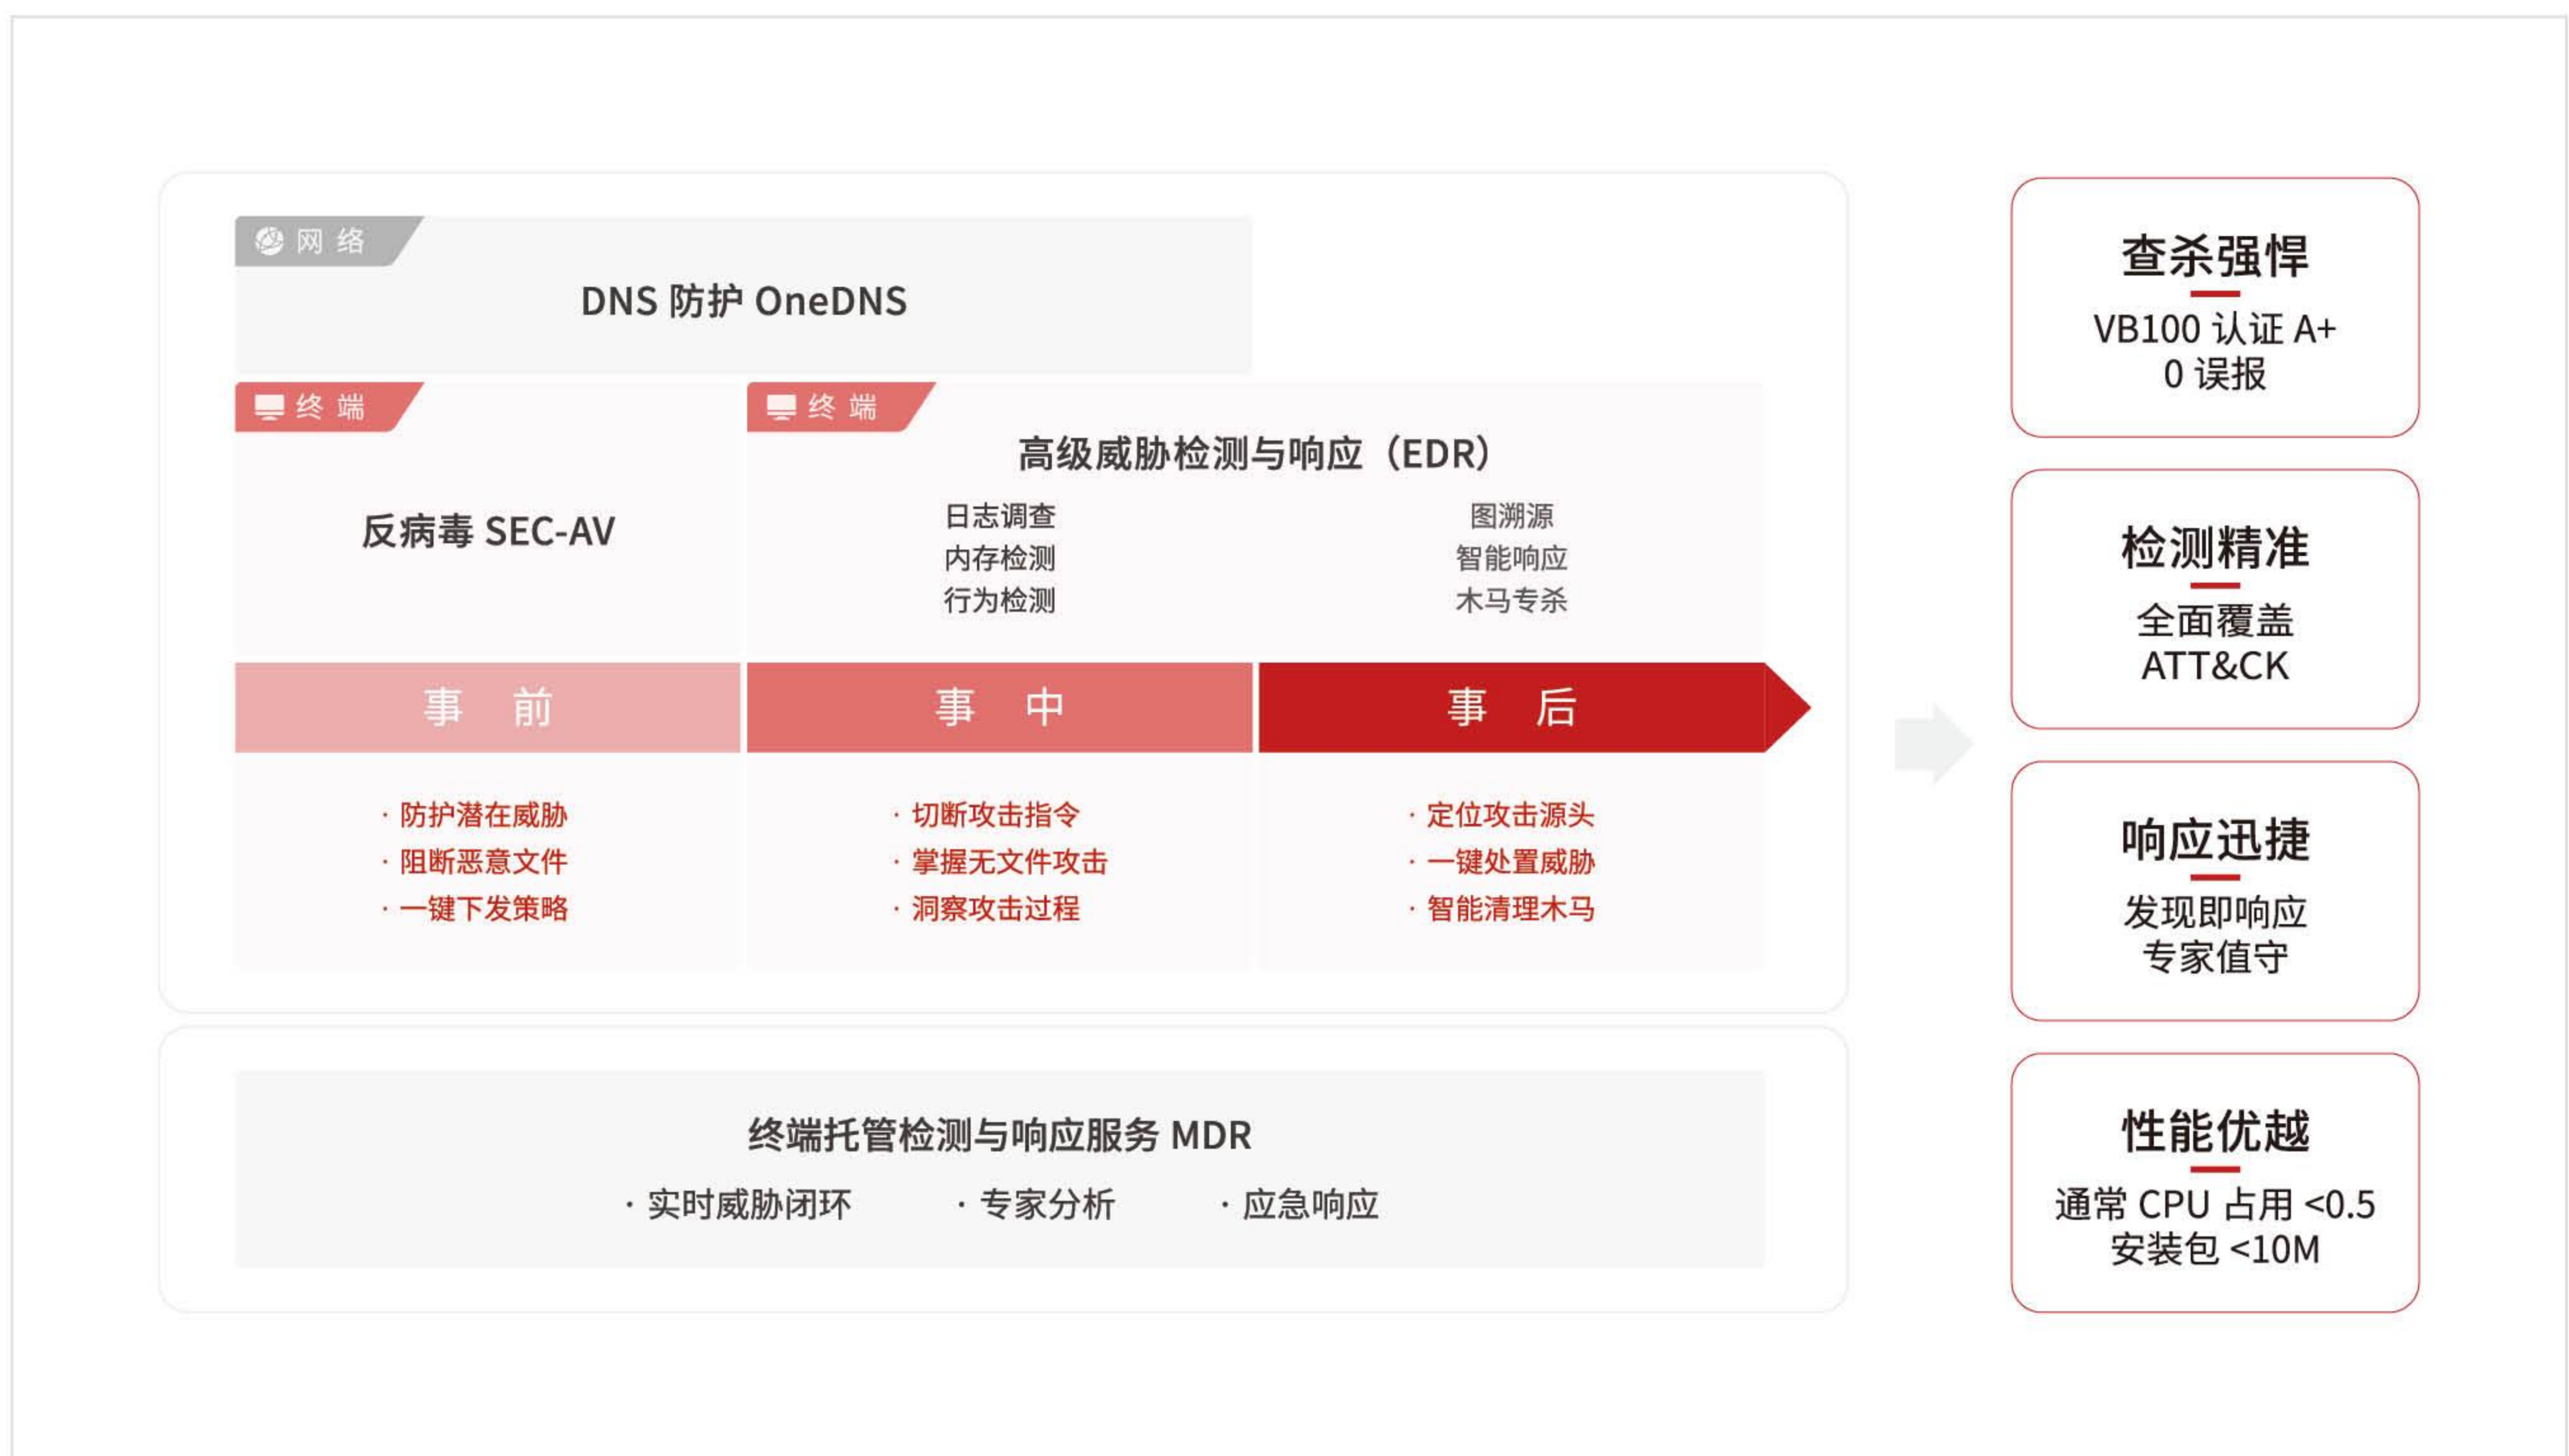 网络
DNS 防护 OneDNS
终端
反病毒 SEC-AV
终端
高级威胁检测与响应（EDR）
日志调查
内存检测
行为检测
图溯源
智能响应
木马专杀
事 前
事 中
事 后
· 防护潜在威胁
· 阻断恶意文件
· 一键下发策略
· 切断攻击指令
· 掌握无文件攻击
· 洞察攻击过程
· 定位攻击源头
· 一键处置威胁
· 智能清理木马
终端托管检测与响应服务 MDR
· 实时威胁闭环 · 专家分析 · 应急响应
查杀强悍
VB100 认证 A+
0 误报
检测精准
全面覆盖
ATT&CK
响应迅捷
发现即响应
专家值守
性能优越
通常 CPU 占用 <0.5
安装包 <10M